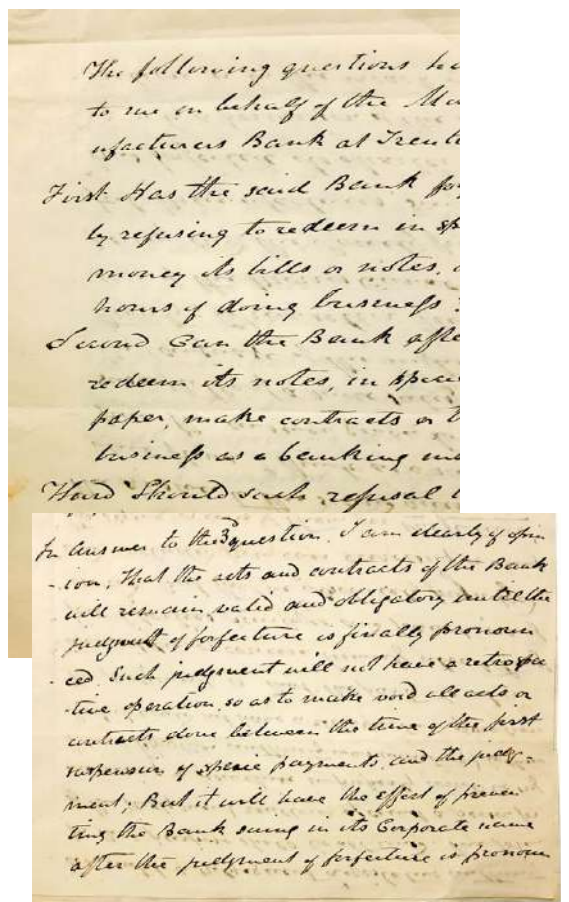 The following questions ha
to me on behalf of the Me
ufacturers Bank at Trento
First Has the said Bank for
by refusing to redeem in sp
money its bills or notes,
hours of doing business
Second Can the Bank afte
redeem its notes, in specie
paper, make contracts or t
business as a banking in
Third Should such refusal
In Answer to the 3d question, I am clearly of opin
-ion, That the acts and contracts of the Bank
will remain valid and obligatory until the
judgment of forfeiture is finally pronoun
-ced. Such judgment will not have a retrospec
-tive operation, so as to make void all acts or
contracts done between the time of the first
suspension of specie payments, and the judg-
ment; But it will have the effect of preven
ting the Bank suing in its Corporate name
after the judgment of forfeiture is pronoun